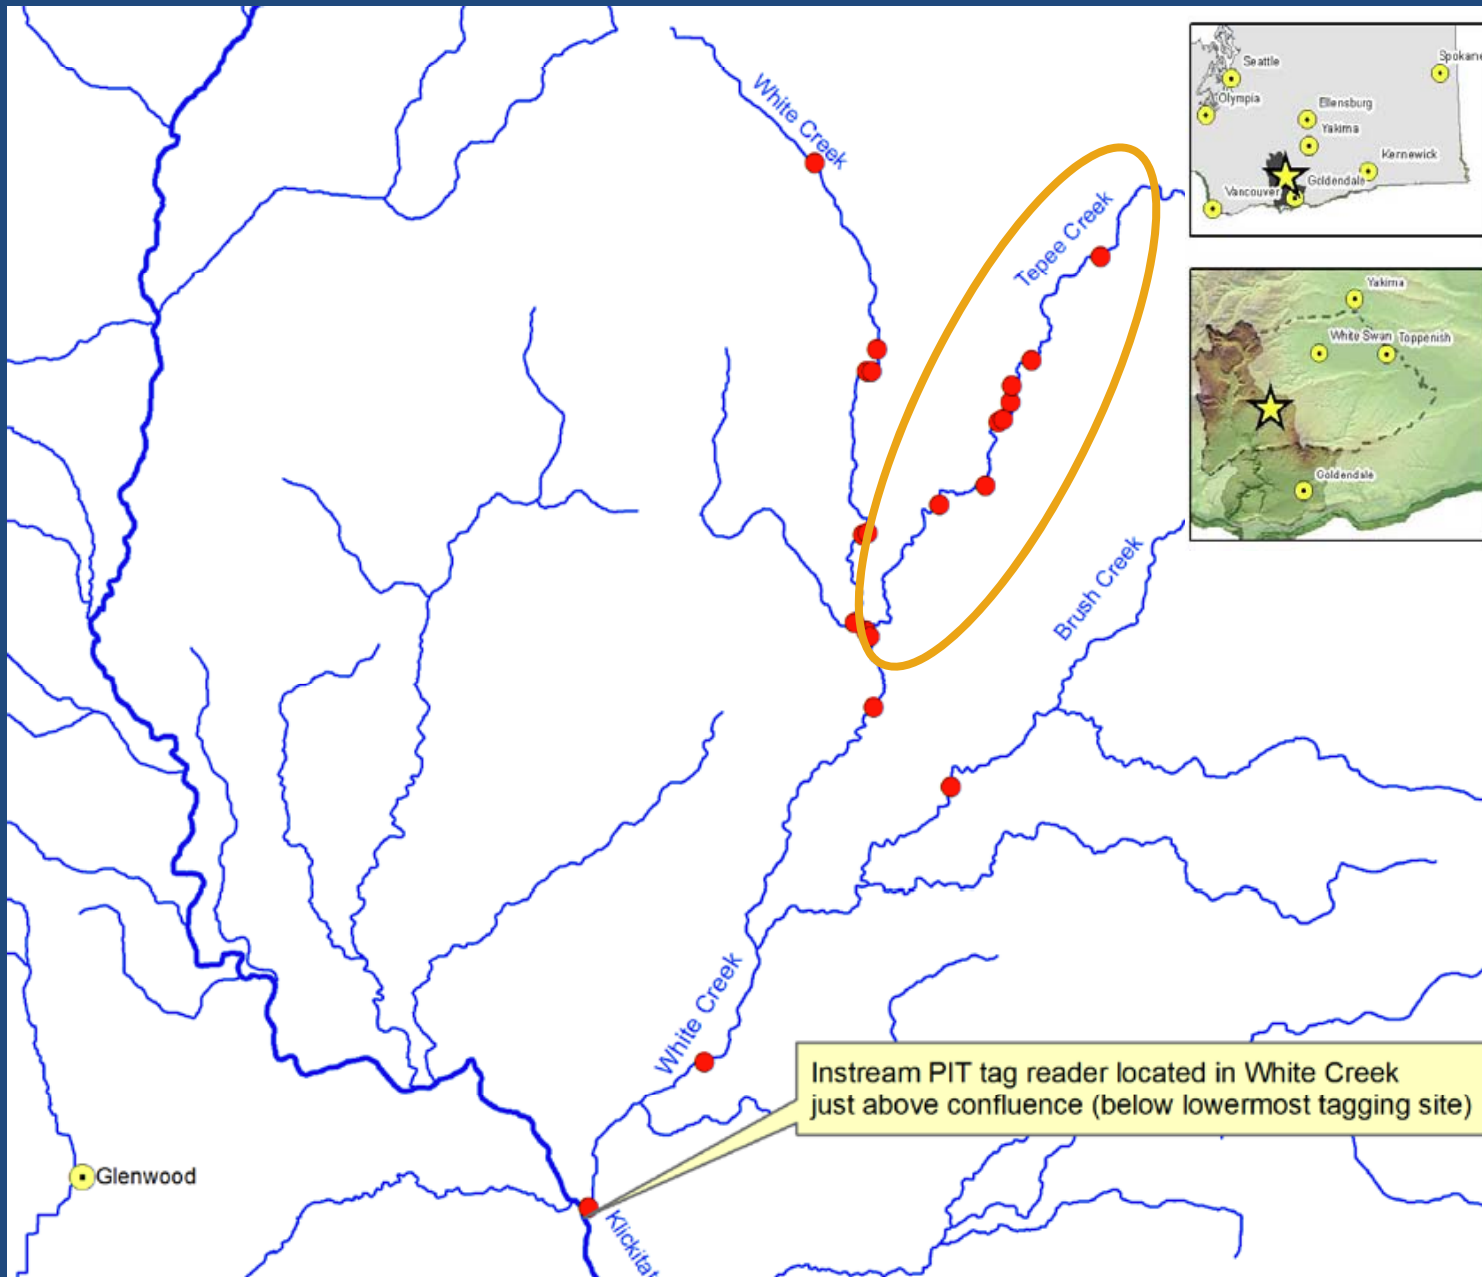 White Creek
Tepee Creek
Brush Creek
White Creek
Instream PIT tag reader located in White Creek
just above confluence (below lowermost tagging site)
Glenwood
Klickitat
Seattle
Spokane
Olympia
Ellensburg
Yakima
Kennewick
Vancouver
Goldendale
Yakima
White Swan
Toppenish
Goldendale